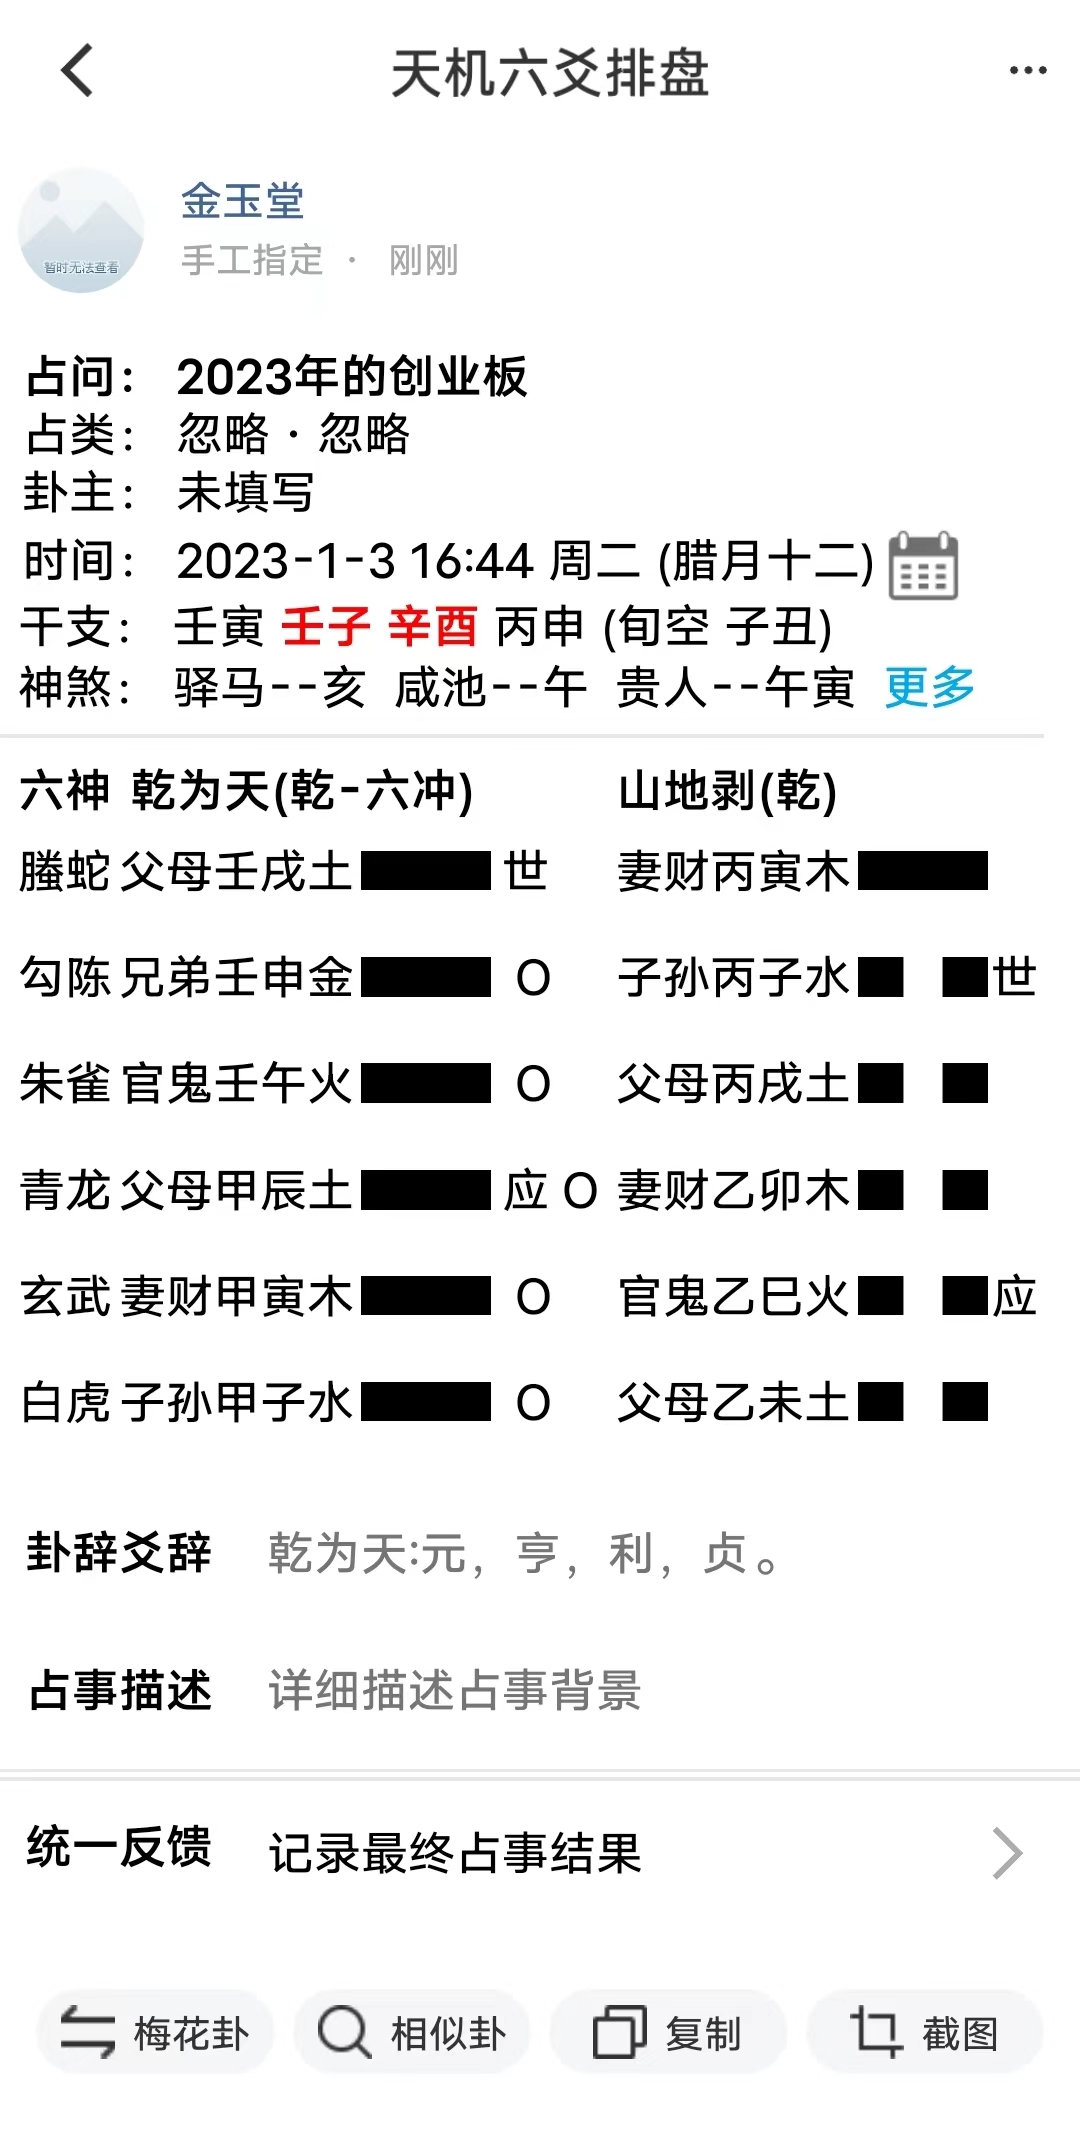 天机六爻排盘
金玉堂
暂时无法查看
手工指定 · 刚刚
占问： 2023年的创业板
占类： 忽略 · 忽略
卦主： 未填写
时间： 2023-1-3 16:44 周二 (腊月十二)
干支： 壬寅 壬子 辛酉 丙申 (旬空 子丑)
神煞： 驿马--亥 咸池--午 贵人--午寅 更多
六神 乾为天(乾-六冲) 山地剥(乾)
螣蛇 父母壬戌土 世 妻财丙寅木
勾陈 兄弟壬申金 O 子孙丙子水 世
朱雀 官鬼壬午火 O 父母丙戌土
青龙 父母甲辰土 应 O 妻财乙卯木
玄武 妻财甲寅木 O 官鬼乙巳火 应
白虎 子孙甲子水 O 父母乙未土
卦辞爻辞 乾为天:元，亨，利，贞。
占事描述 详细描述占事背景
统一反馈 记录最终占事结果
梅花卦 相似卦 复制 截图